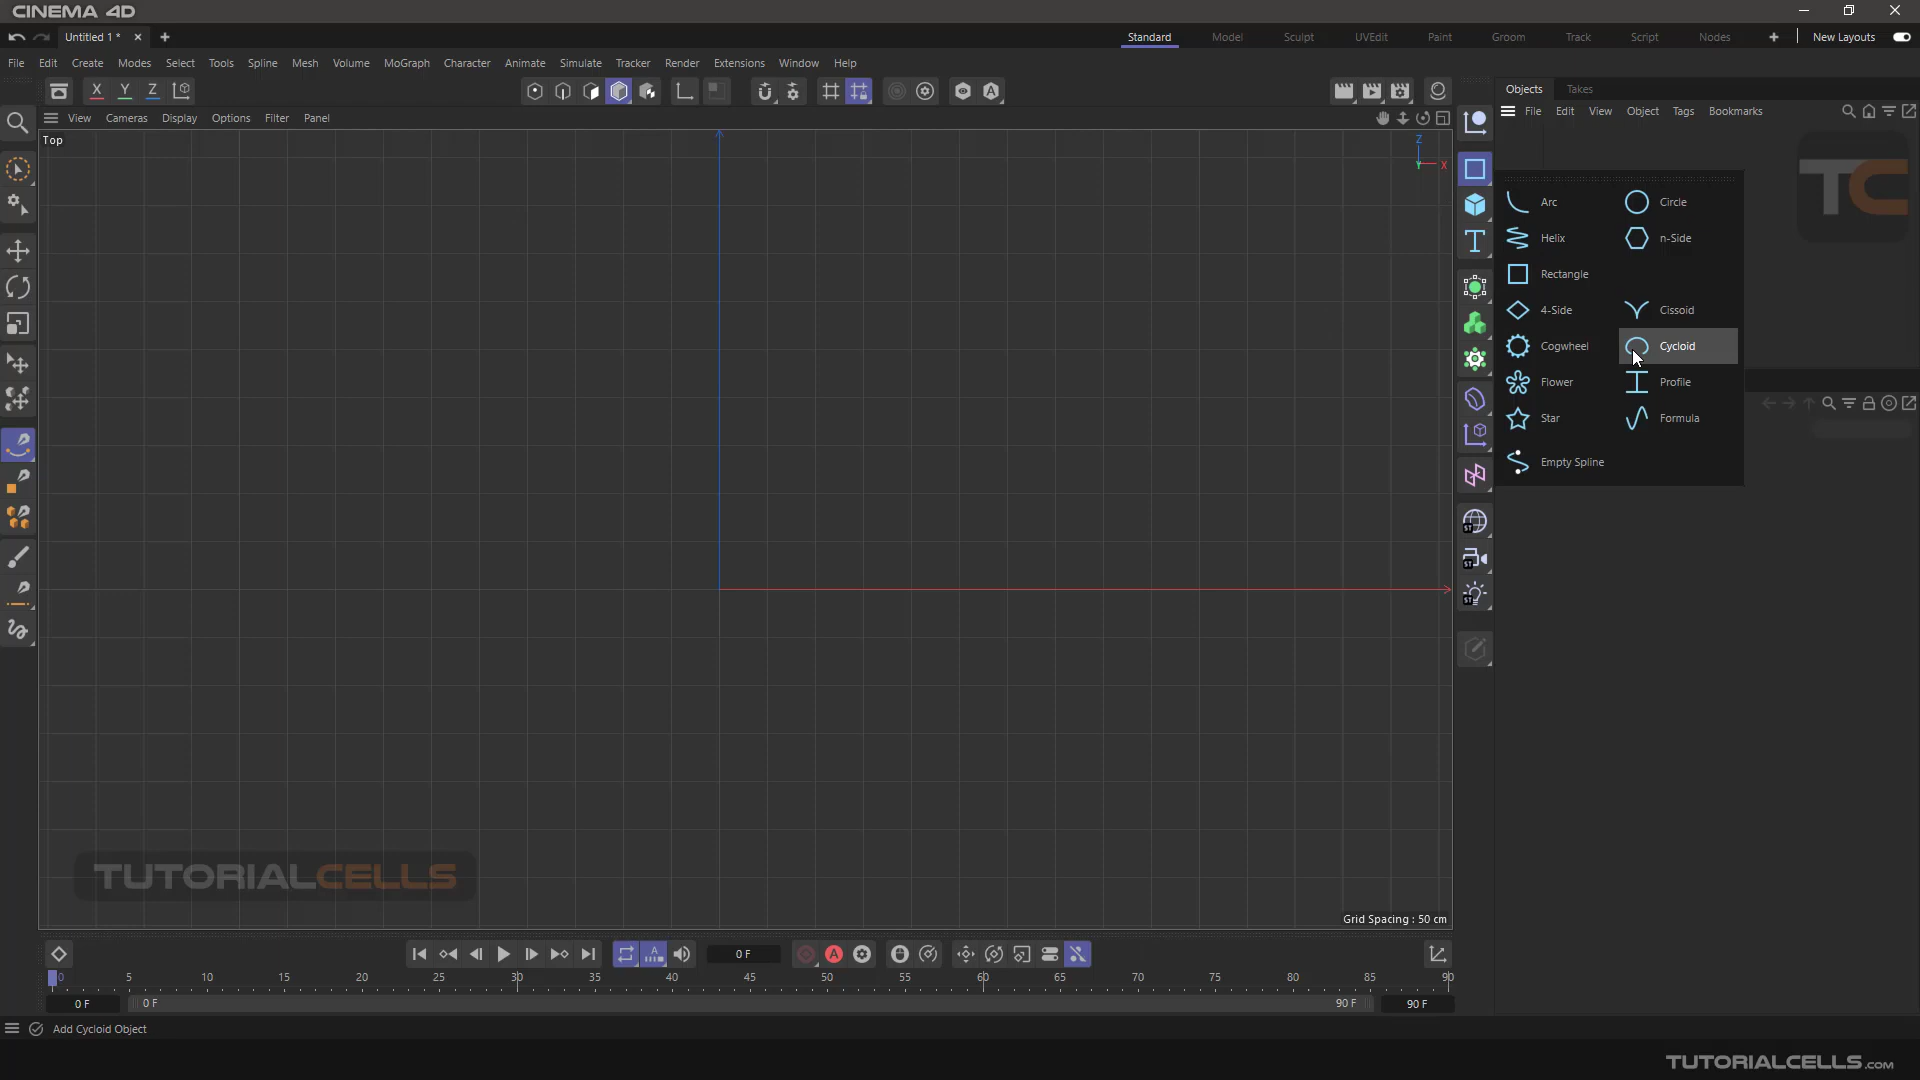 CINEMA 4D
Untitled 1 *
Standard Model Sculpt UVEdit Paint Groom Track Script Nodes New Layouts
File Edit Create Modes Select Tools Spline Mesh Volume MoGraph Character Animate Simulate Tracker Render Extensions Window Help
X Y Z
Objects Takes
File Edit View Object Tags Bookmarks
View Cameras Display Options Filter Panel
Top
Z
Y X
TC
Arc Circle
Helix n-Side
Rectangle
4-Side Cissoid
Cogwheel Cycloid
Flower Profile
Star Formula
Empty Spline
ST
ST
ST
TUTORIALCELLS
Grid Spacing : 50 cm
0 F
0 5 10 15 20 25 30 35 40 45 50 55 60 65 70 75 80 85 90
0 F 0 F 90 F 90 F
Add Cycloid Object
TUTORIALCELLS.COM